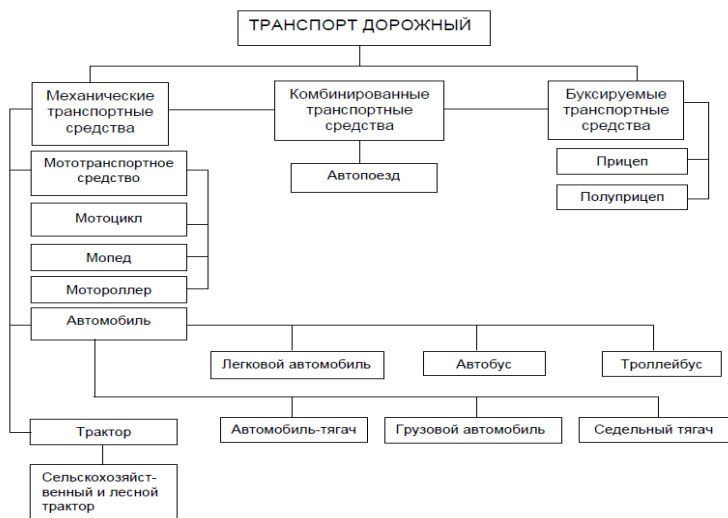 ТРАНСПОРТ ДОРОЖНЫЙ
Механические
транспортные
средства
Комбинированные
транспортные
средства
Буксируемые
транспортные
средства
Мототранспортное
средство
Автопоезд
Прицеп
Полуприцеп
Мотоцикл
Мопед
Мотороллер
Автомобиль
Легковой автомобиль
Автобус
Троллейбус
Автомобиль-тягач
Грузовой автомобиль
Седельный тягач
Трактор
Сельскохозяйст-
венный и лесной
трактор